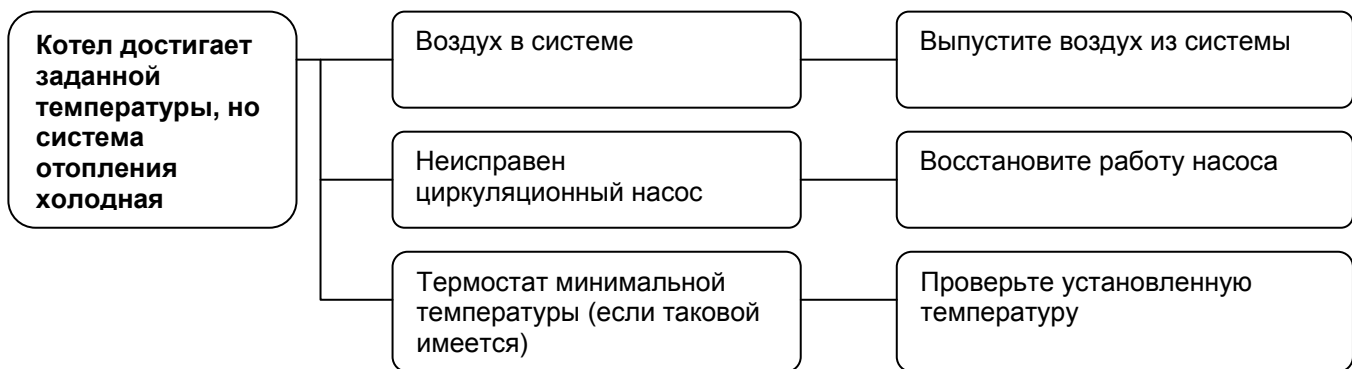 Котел достигает
заданной
температуры, но
система
отопления
холодная
Воздух в системе
Выпустите воздух из системы
Неисправен
циркуляционный насос
Восстановите работу насоса
Термостат минимальной
температуры (если таковой
имеется)
Проверьте установленную
температуру